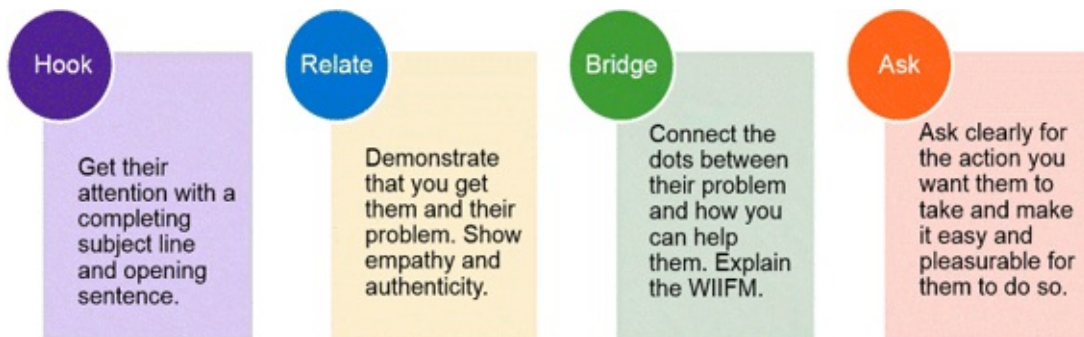 Hook
Get their
attention with a
completing
subject line
and opening
sentence.
Relate
Demonstrate
that you get
them and their
problem. Show
empathy and
authenticity.
Bridge
Connect the
dots between
their problem
and how you
can help
them. Explain
the WIIFM.
Ask
Ask clearly for
the action you
want them to
take and make
it easy and
pleasurable for
them to do so.